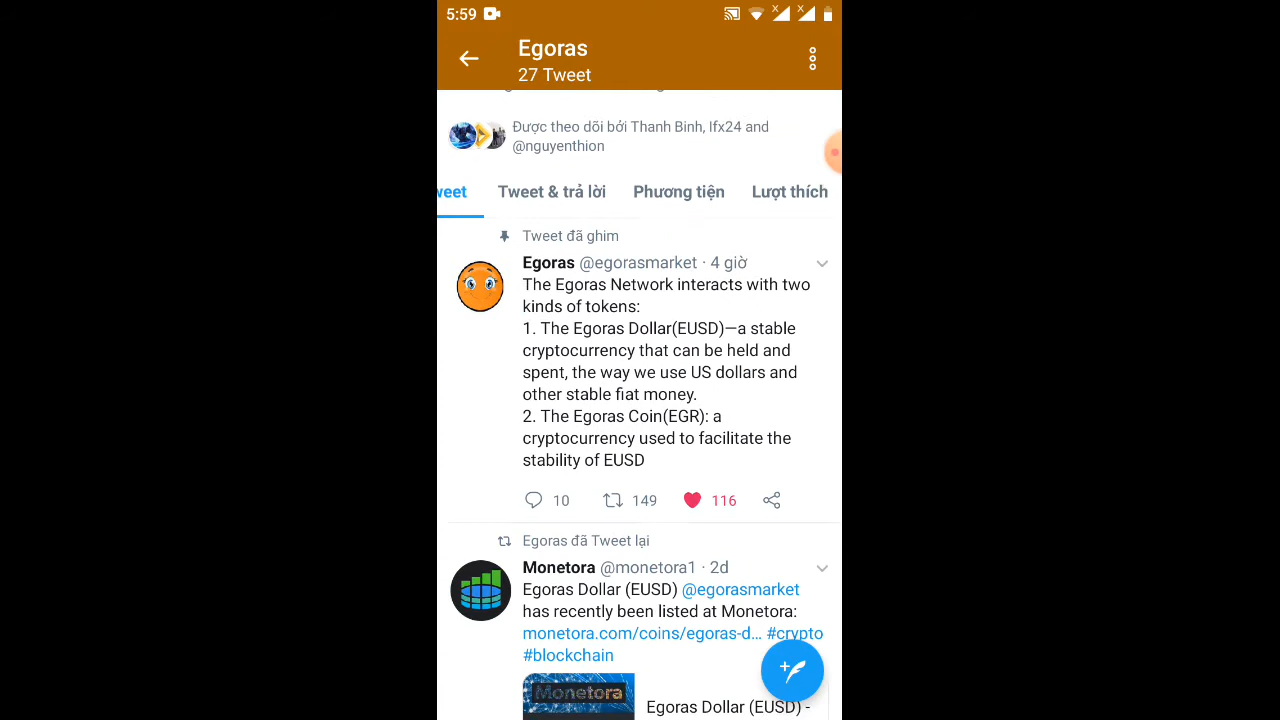 5:59
Egoras
27 Tweet
Được theo dõi bởi Thanh Binh, Ifx24 and
@nguyenthion
weet Tweet & trả lời Phương tiện Lượt thích
Tweet đã ghim
Egoras @egorasmarket · 4 giờ
The Egoras Network interacts with two
kinds of tokens:
1. The Egoras Dollar(EUSD)—a stable
cryptocurrency that can be held and
spent, the way we use US dollars and
other stable fiat money.
2. The Egoras Coin(EGR): a
cryptocurrency used to facilitate the
stability of EUSD
10 149 116
Egoras đã Tweet lại
Monetora @monetora1 · 2d
Egoras Dollar (EUSD) @egorasmarket
has recently been listed at Monetora:
monetora.com/coins/egoras-d... #crypto
#blockchain
Monetora
Egoras Dollar (EUSD) -